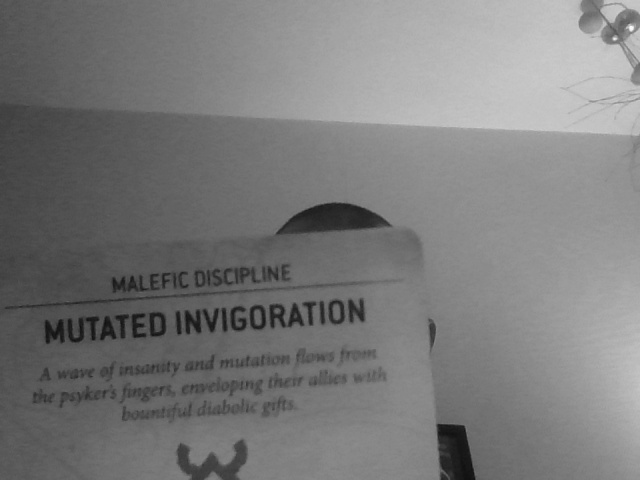 MALEFIC DISCIPLINE
MUTATED INVIGORATION
A wave of insanity and mutation flows from
the psyker's fingers, enveloping their allies with
bountiful diabolic gifts.